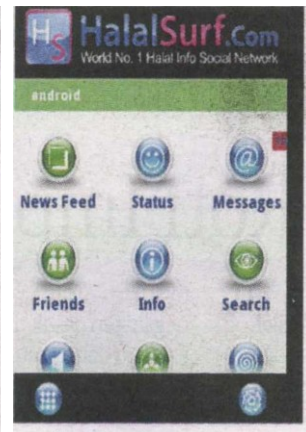 HS HalalSurf.com
World No. 1 Halal Info Social Network
android
News Feed Status Messages
Friends Info Search